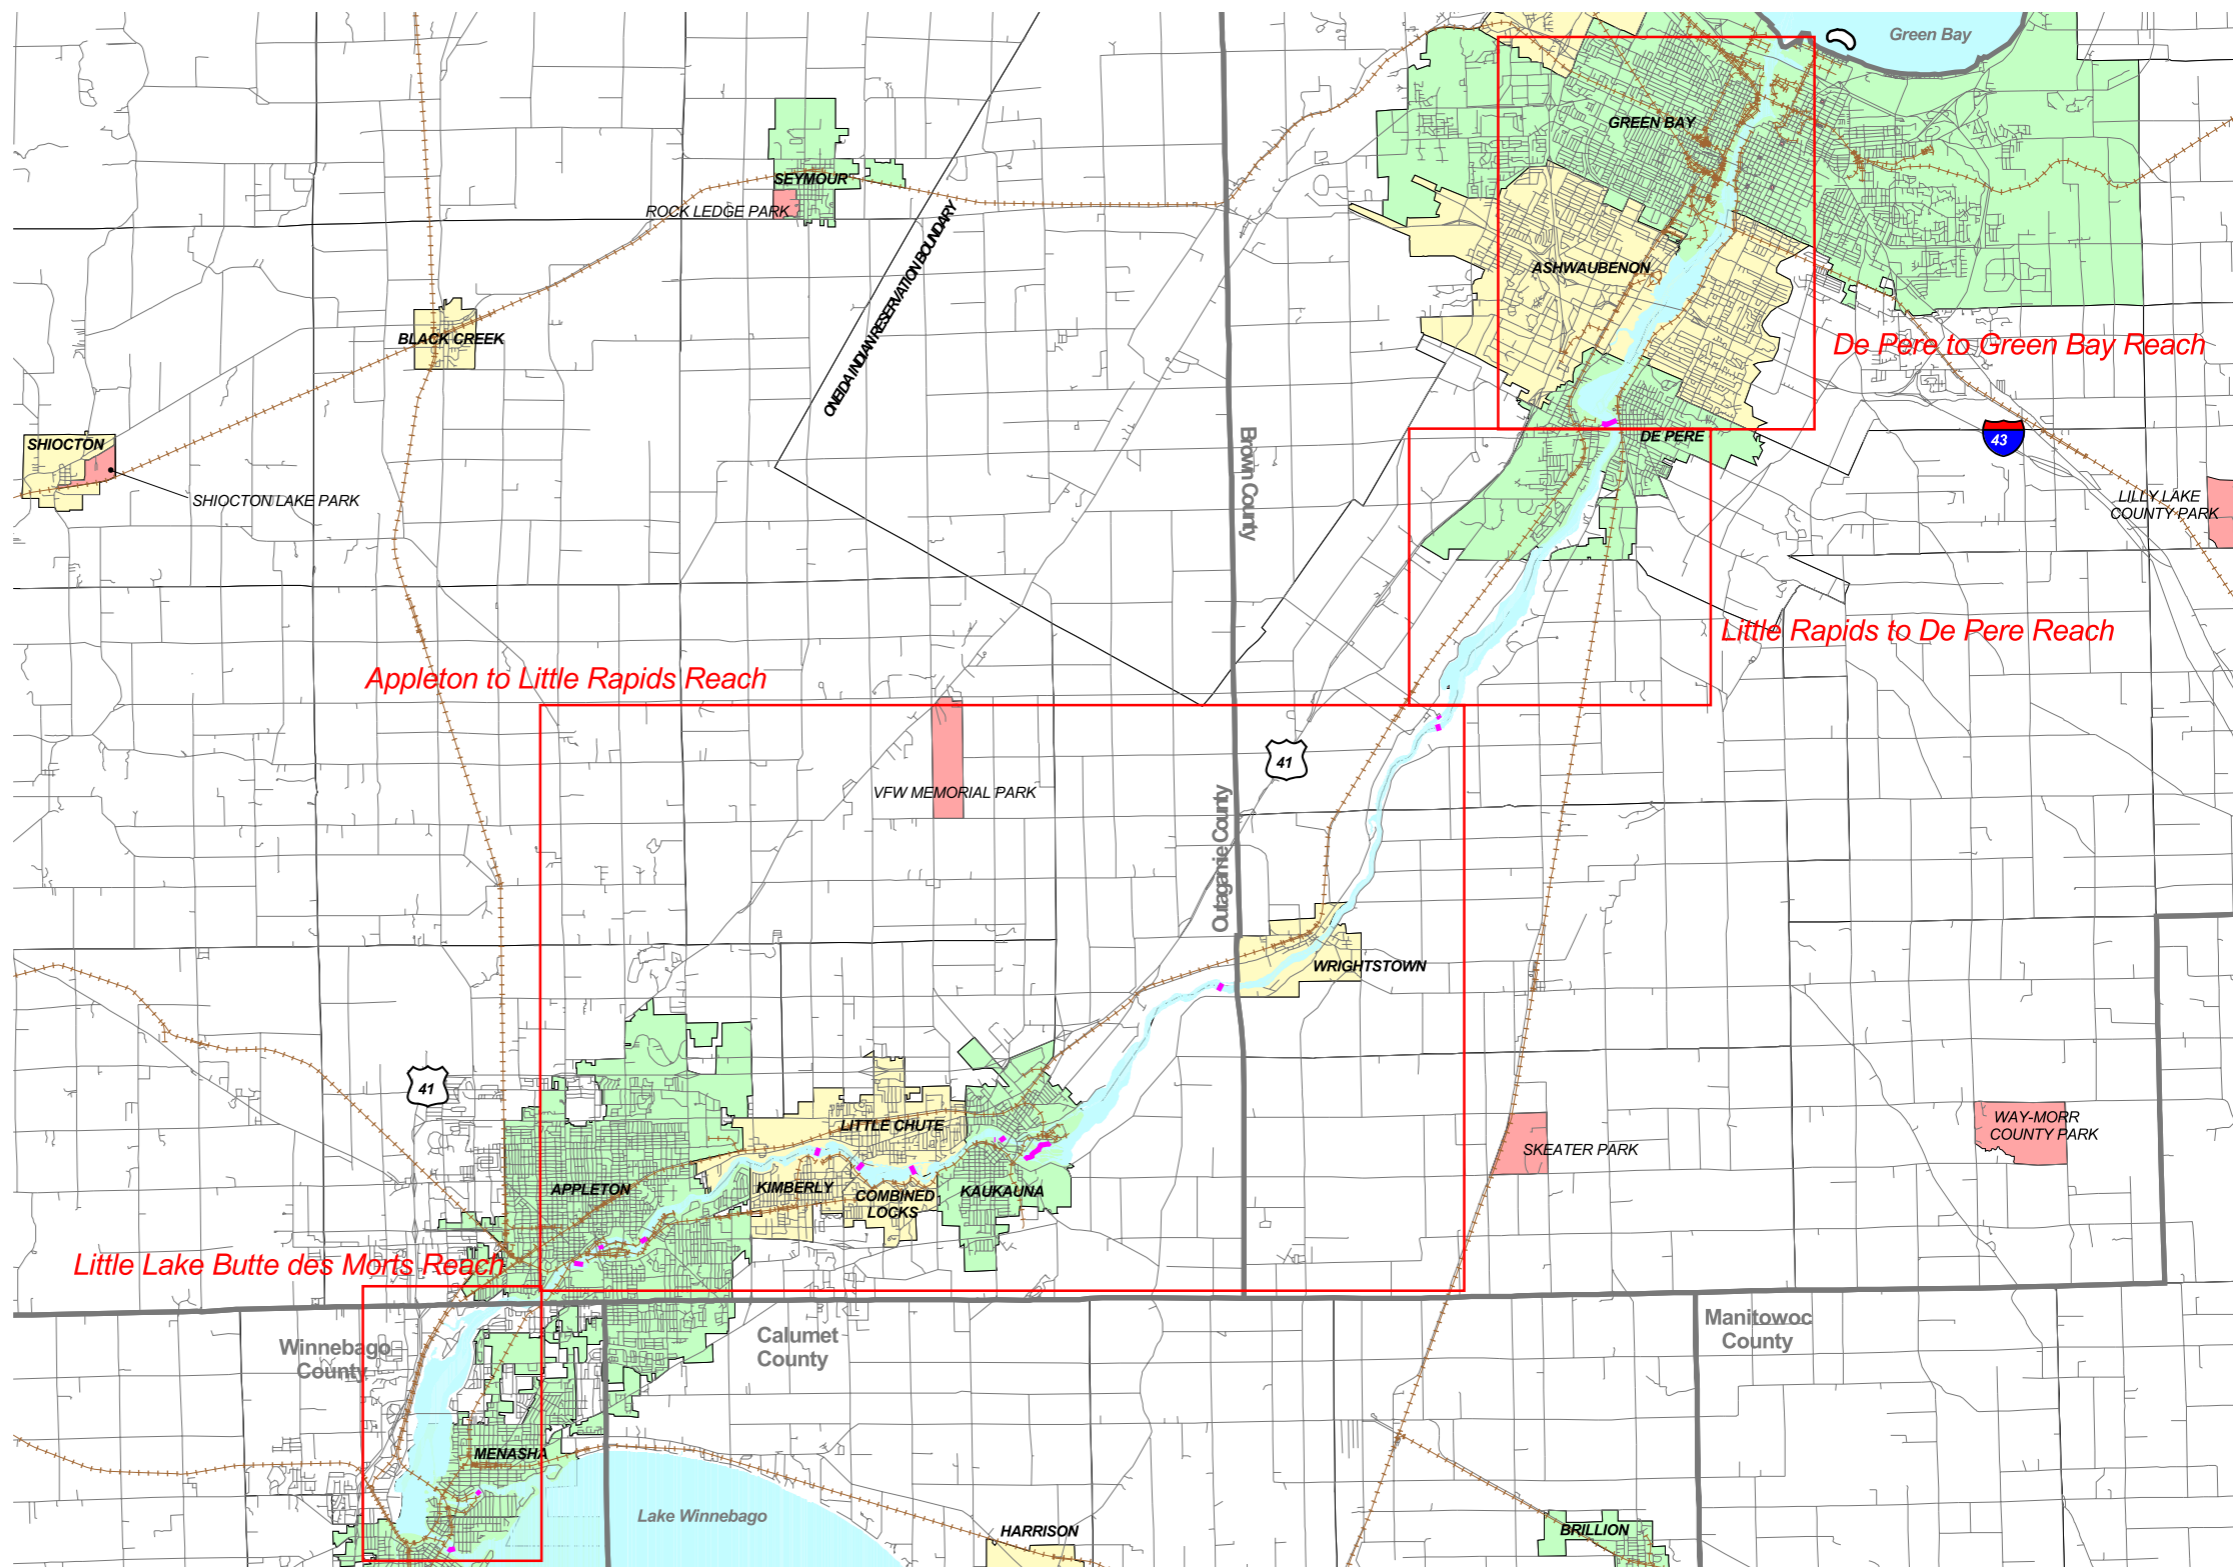 Green Bay
GREEN BAY
SEYMOUR
ROCK LEDGE PARK
ONEIDA INDIAN RESERVATION BOUNDARY
ASHWAUBENON
BLACK CREEK
De Pere to Green Bay Reach
SHIOCTON
DE PERE
43
SHIOCTON LAKE PARK
Brown County
LILLY LAKE
COUNTY PARK
Little Rapids to De Pere Reach
Appleton to Little Rapids Reach
41
VFW MEMORIAL PARK
Outagamie County
WRIGHTSTOWN
41
LITTLE CHUTE
WAY-MORR
COUNTY PARK
SKEATER PARK
APPLETON
KIMBERLY
COMBINED
LOCKS
KAUKAUNA
Little Lake Butte des Morts Reach
Winnebago
County
Calumet
County
Manitowoc
County
MENASHA
Lake Winnebago
HARRISON
BRILLION